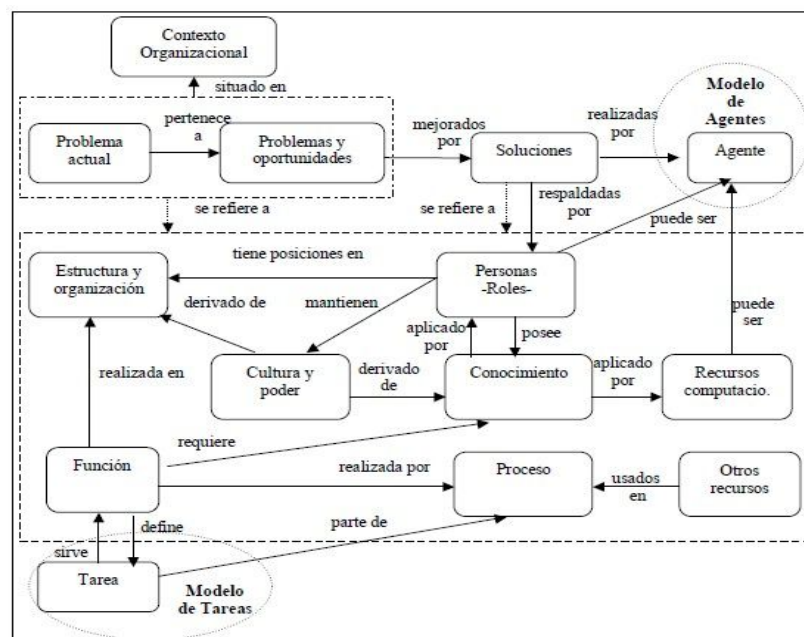 Contexto
Organizacional
situado en
Modelo
de
Agentes
Problema
actual
pertenece
a
Problemas y
oportunidades
mejorados
por
Soluciones
realizadas
por
Agente
se refiere a
se refiere a
respaldadas
por
puede ser
Estructura y
organización
tiene posiciones en
Personas
-Roles-
derivado de
mantienen
aplicado
por
posee
puede
ser
realizada en
Cultura y
poder
derivado
de
Conocimiento
aplicado
por
Recursos
computacio.
requiere
Función
realizada por
Proceso
usados
en
Otros
recursos
define
sirve
parte de
Tarea
Modelo
de Tareas